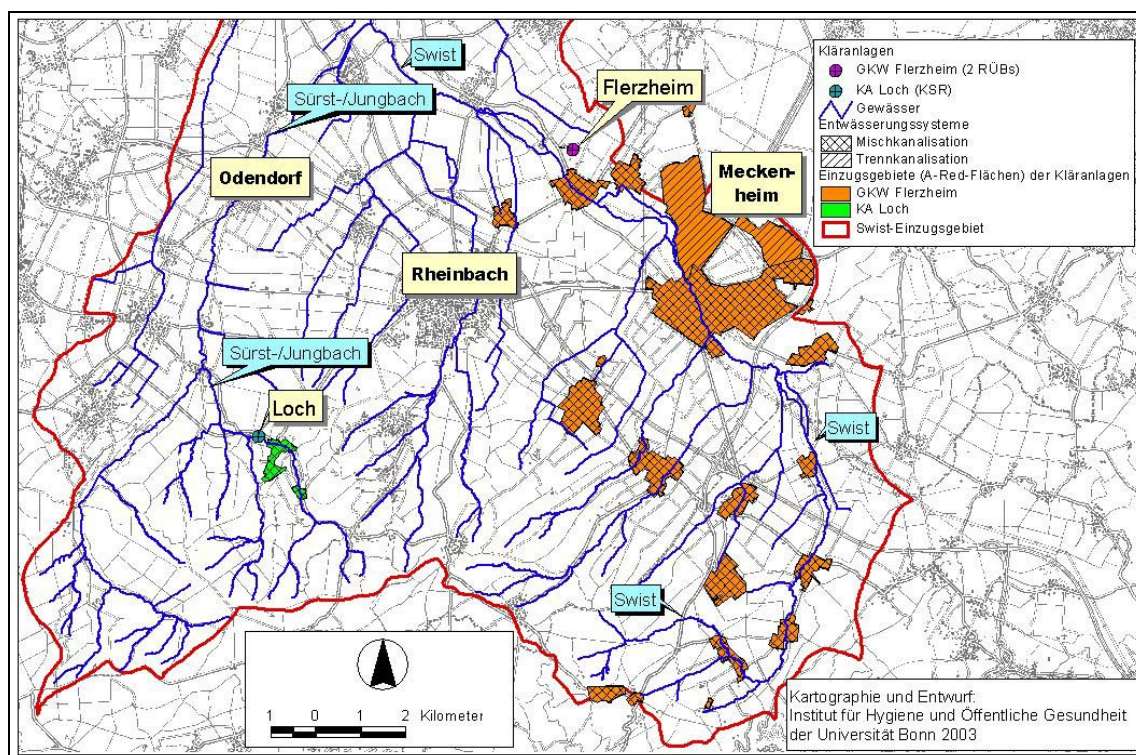 Swist
Sürst-/Jungbach
Flerzheim
Odendorf
Mecken-
heim
Rheinbach
Sürst-/Jungbach
Loch
Swist
Swist
Kläranlagen
GKW Flerzheim (2 RÜBs)
KA Loch (KSR)
Gewässer
Entwässerungssysteme
Mischkanalisation
Trennkanalisation
Einzugsgebiete (A-Red-Flächen) der Kläranlagen
GKW Flerzheim
KA Loch
Swist-Einzugsgebiet
1 0 1 2 Kilometer
Kartographie und Entwurf:
Institut für Hygiene und Öffentliche Gesundheit
der Universität Bonn 2003